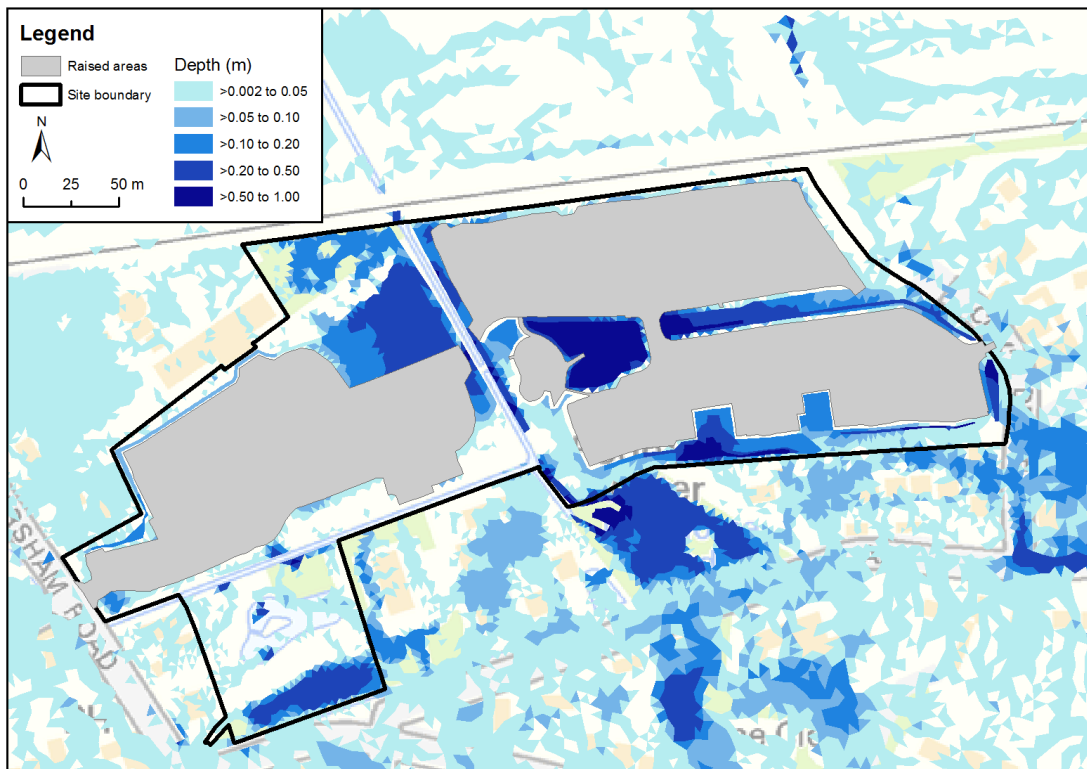 Legend
Raised areas
Site boundary
N
0 25 50 m
Depth (m)
>0.002 to 0.05
>0.05 to 0.10
>0.10 to 0.20
>0.20 to 0.50
>0.50 to 1.00
SHAM ROAD
er